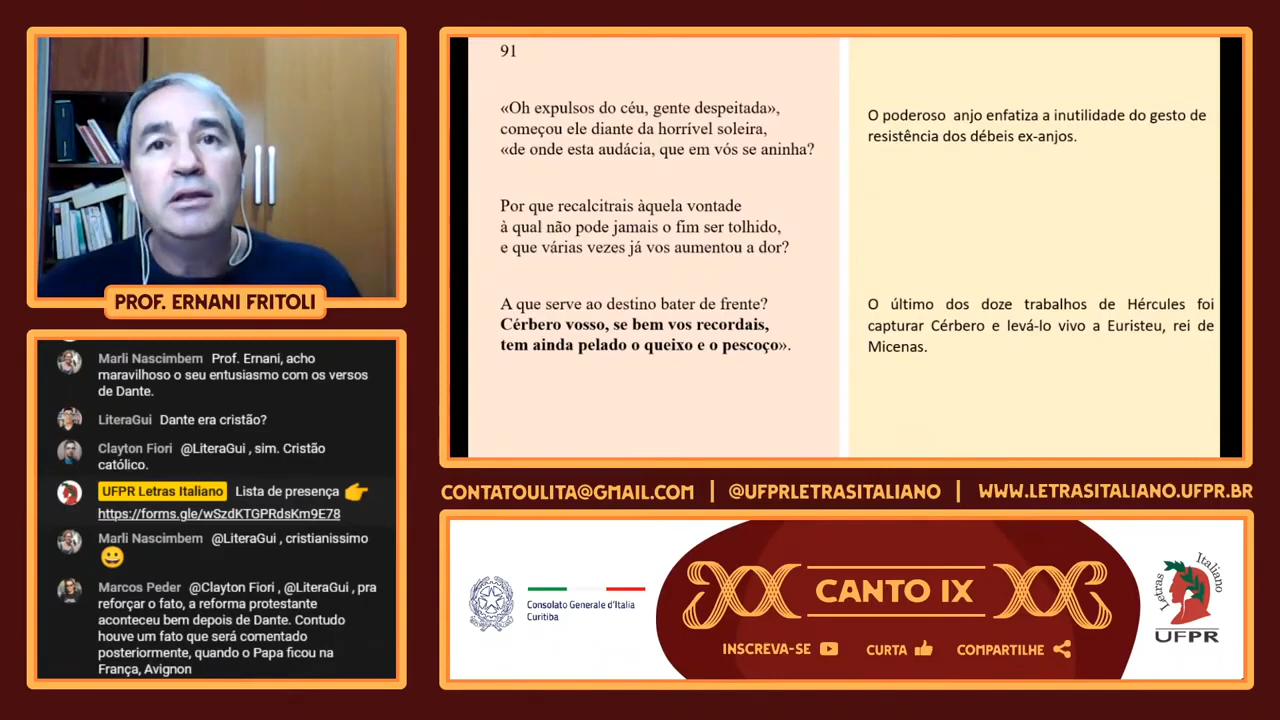 PROF. ERNANI FRITOLI
Marli Nascimbem Prof. Ernani, acho
maravilhoso o seu entusiasmo com os versos
de Dante.
LiteraGui Dante era cristão?
Clayton Fiori @LiteraGui , sim. Cristão
católico.
UFPR Letras Italiano Lista de presença
https://forms.gle/wSzdKTGPRdsKm9E78
Marli Nascimbem @LiteraGui , cristianissimo
Marcos Peder @Clayton Fiori , @LiteraGui , pra
reforçar o fato, a reforma protestante
aconteceu bem depois de Dante. Contudo
houve um fato que será comentado
posteriormente, quando o Papa ficou na
França, Avignon
91
«Oh expulsos do céu, gente despeitada»,
começou ele diante da horrível soleira,
«de onde esta audácia, que em vós se aninha?
Por que recalcitrais àquela vontade
à qual não pode jamais o fim ser tolhido,
e que várias vezes já vos aumentou a dor?
A que serve ao destino bater de frente?
Cérbero vosso, se bem vos recordais,
tem ainda pelado o queixo e o pescoço».
O poderoso anjo enfatiza a inutilidade do gesto de
resistência dos débeis ex-anjos.
O último dos doze trabalhos de Hércules foi
capturar Cérbero e levá-lo vivo a Euristeu, rei de
Micenas.
CONTATOULITA@GMAIL.COM | @UFPRLETRASITALIANO | WWW.LETRASITALIANO.UFPR.BR
Consolato Generale d'Italia
Curitiba
CANTO IX
INSCREVA-SE CURTA COMPARTILHE
Letras Italiano
UFPR